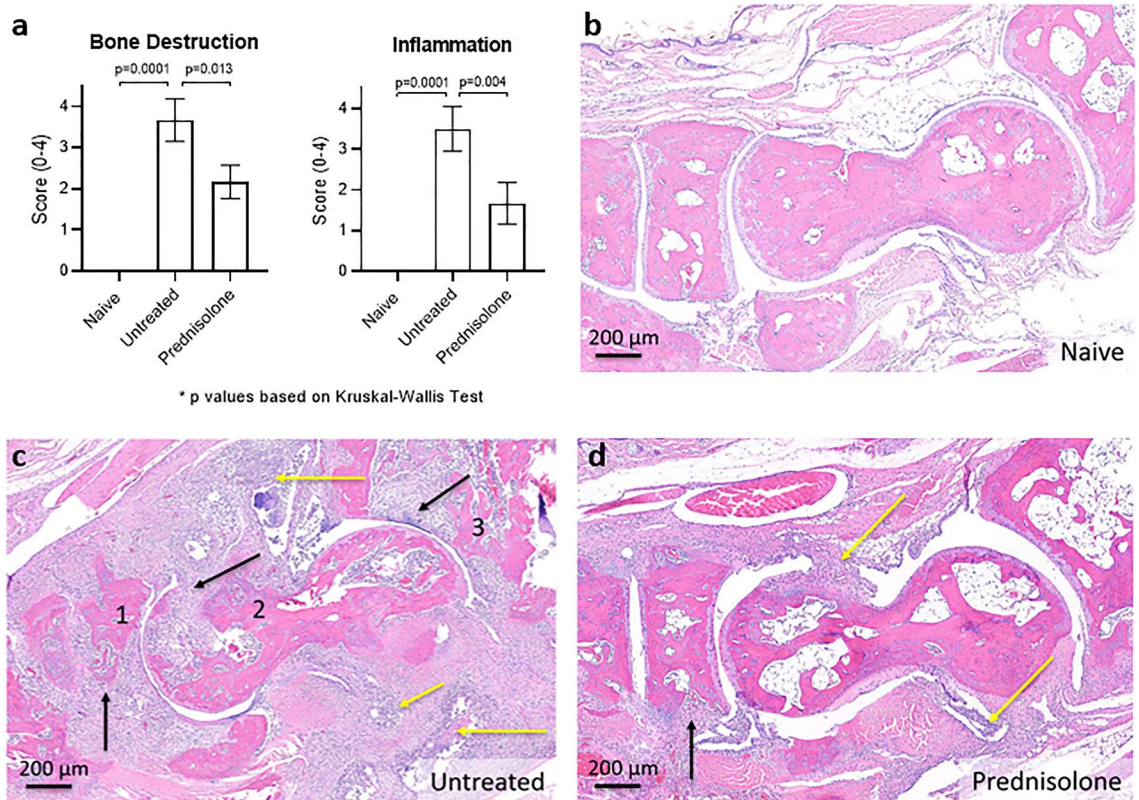 a
Bone Destruction
p=0.0001 p=0.013
Score (0-4)
4
3
2
1
0
Naive
Untreated
Prednisolone
Inflammation
p=0.0001 p=0.004
Score (0-4)
4
3
2
1
0
Naive
Untreated
Prednisolone
* p values based on Kruskal-Wallis Test
b
200 µm
Naive
c
1
2
3
200 µm
Untreated
d
200 µm
Prednisolone